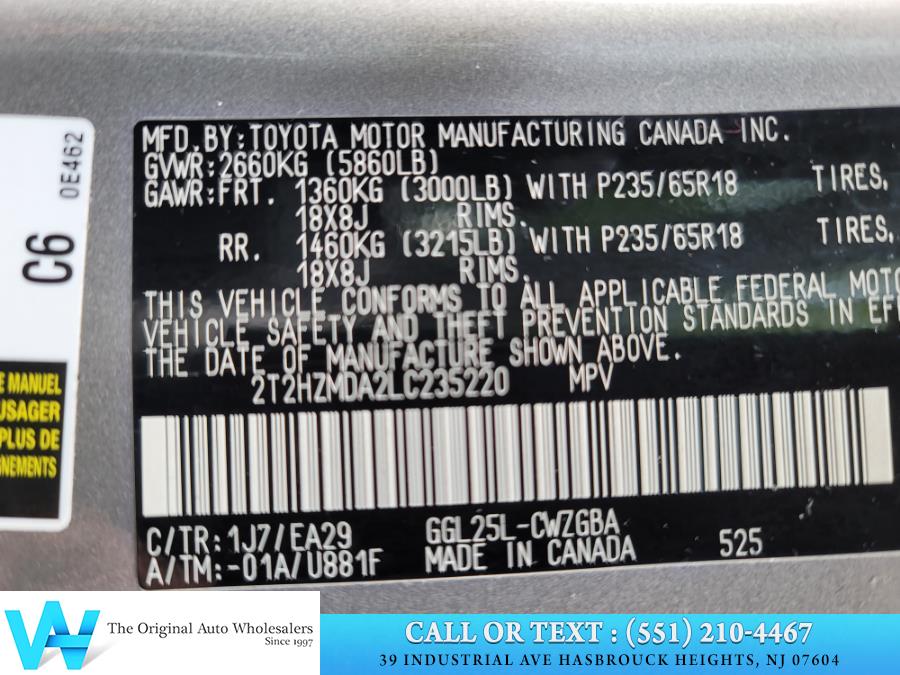 MFD.BY:TOYOTA MOTOR MANUFACTURING CANADA INC.
GVWR:2660KG (5860LB)
GAWR:FRT. 1360KG (3000LB) WITH P235/65R18 TIRES,
18X8J RIMS.
RR. 1460KG (3215LB) WITH P235/65R18 TIRES,
18X8J RIMS.
THIS VEHICLE CONFORMS TO ALL APPLICABLE FEDERAL MOTO
VEHICLE SAFETY AND THEFT PREVENTION STANDARDS IN EFF
THE DATE OF MANUFACTURE SHOWN ABOVE.
2T2HZMDA2LC235220 MPV
C/TR:1J7/EA29 GGL25L-CWZGBA
A/TM:-01A/U881F MADE IN CANADA 525
0E462
C6
E MANUEL
USAGER
PLUS DE
GNEMENTS
The Original Auto Wholesalers
Since 1997
CALL OR TEXT : (551) 210-4467
39 INDUSTRIAL AVE HASBROUCK HEIGHTS, NJ 07604